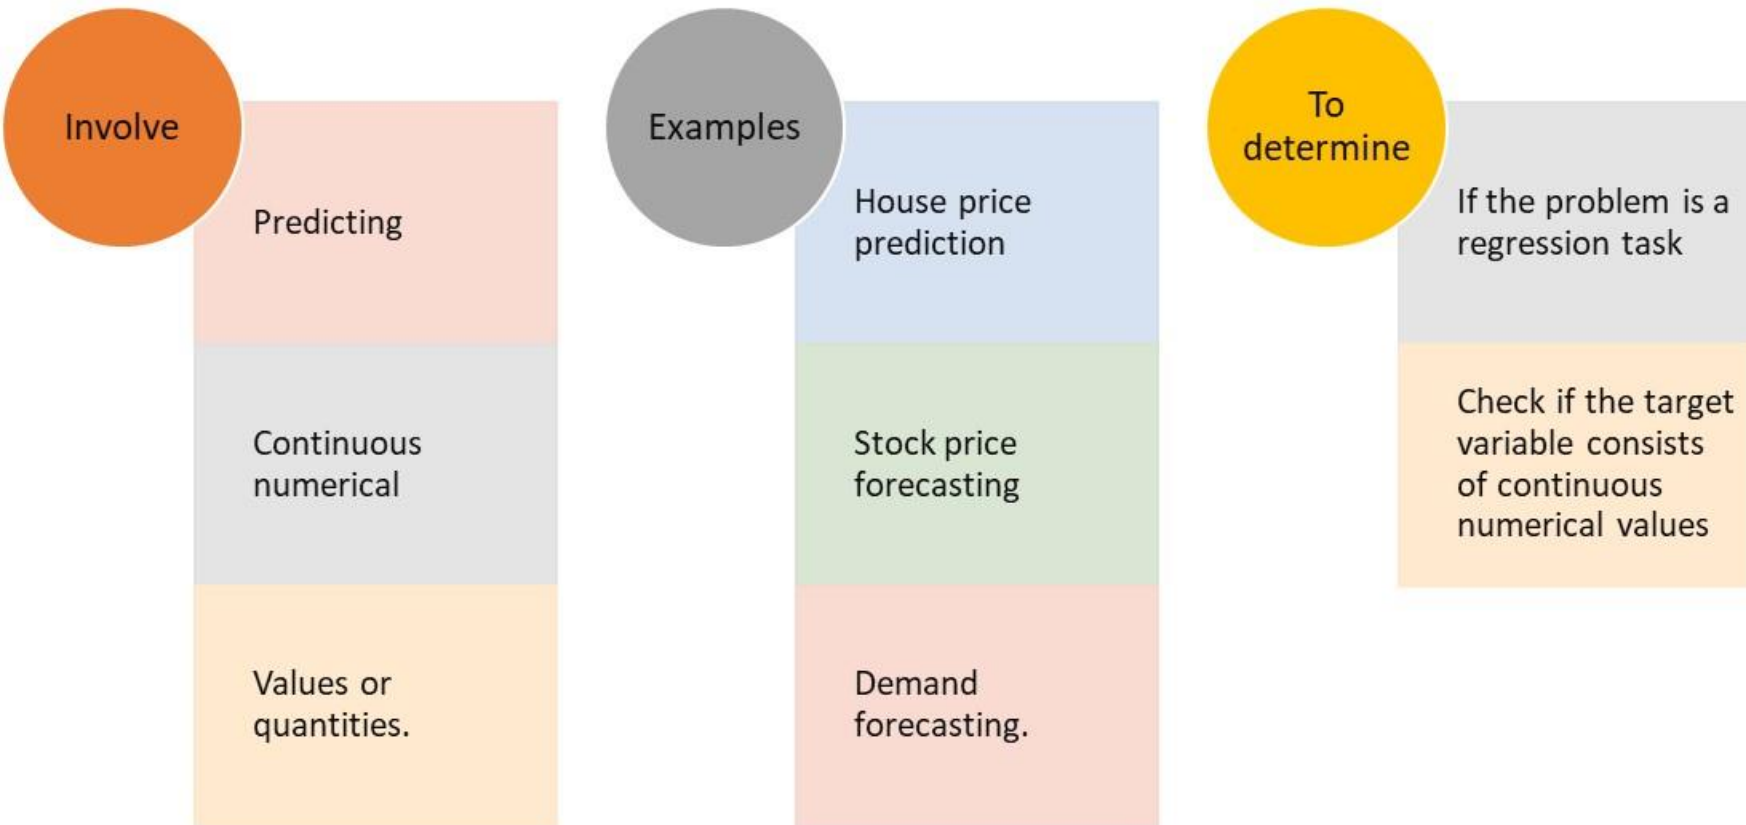 Involve
Predicting
Continuous
numerical
Values or
quantities.
Examples
House price
prediction
Stock price
forecasting
Demand
forecasting.
To
determine
If the problem is a
regression task
Check if the target
variable consists
of continuous
numerical values